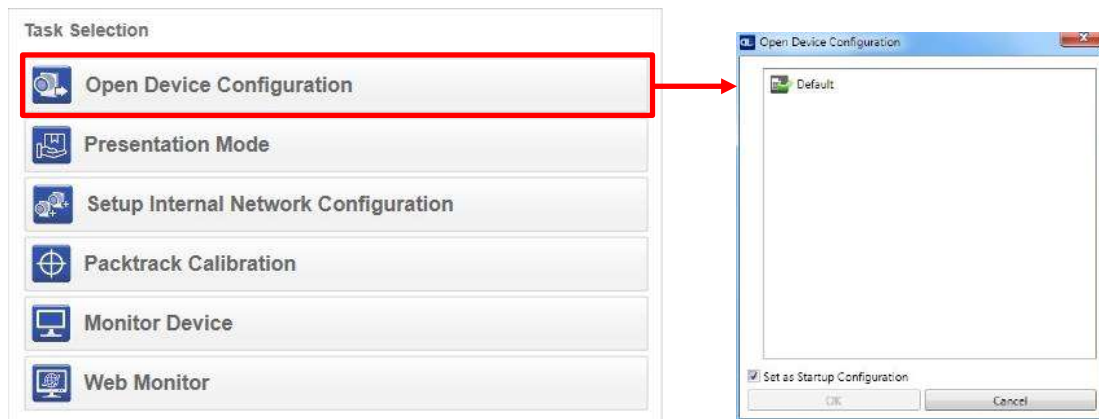 Task Selection
Open Device Configuration
Presentation Mode
Setup Internal Network Configuration
Packtrack Calibration
Monitor Device
Web Monitor
Open Device Configuration
Default
Set as Startup Configuration
OK
Cancel